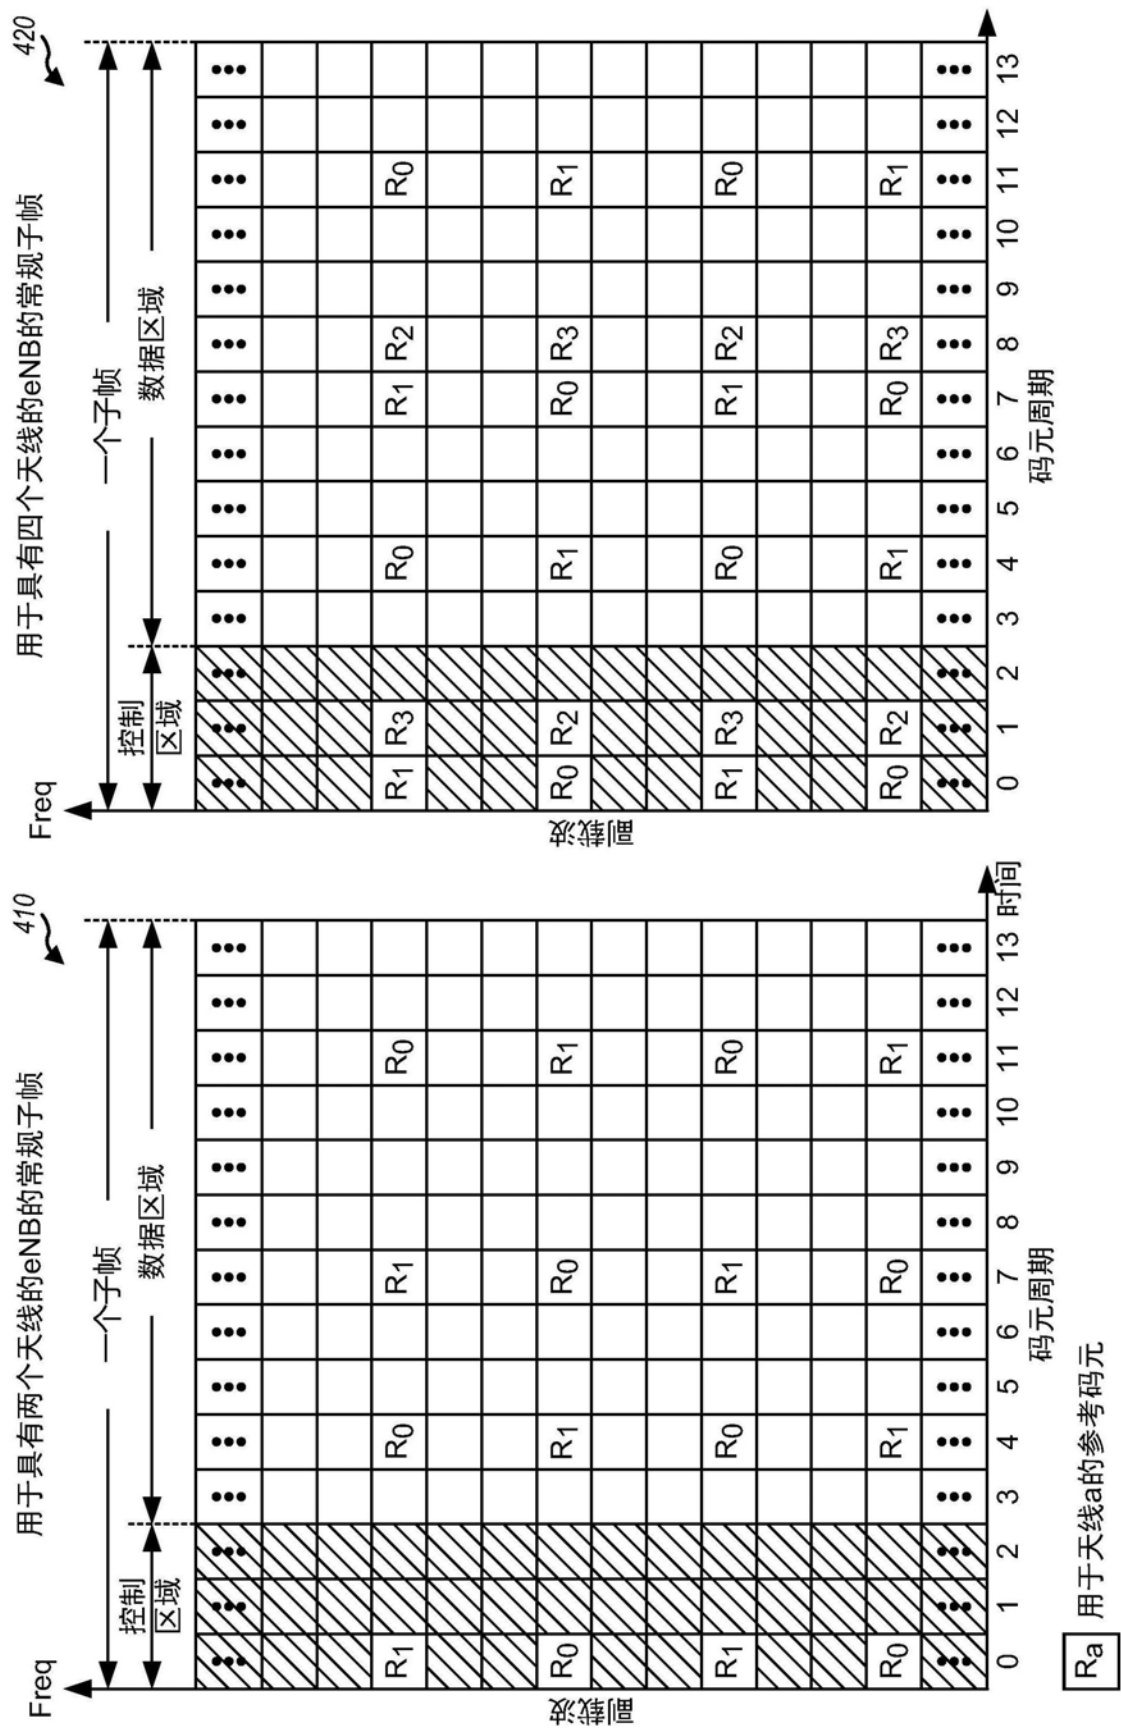 用于具有两个天线的eNB的常规子帧
410
Freq
一个子帧
控制
区域
数据区域
副载波
R1 R0 R1 R0
R0 R1 R0 R1
R1 R0 R1 R0
R0 R1 R0 R1
0 1 2 3 4 5 6 7 8 9 10 11 12 13
时间
码元周期
用于具有四个天线的eNB的常规子帧
420
Freq
一个子帧
控制
区域
数据区域
副载波
R1 R3 R0 R1 R2 R0
R0 R2 R1 R0 R3 R1
R1 R3 R0 R1 R2 R0
R0 R2 R1 R0 R3 R1
0 1 2 3 4 5 6 7 8 9 10 11 12 13
码元周期
Ra 用于天线a的参考码元